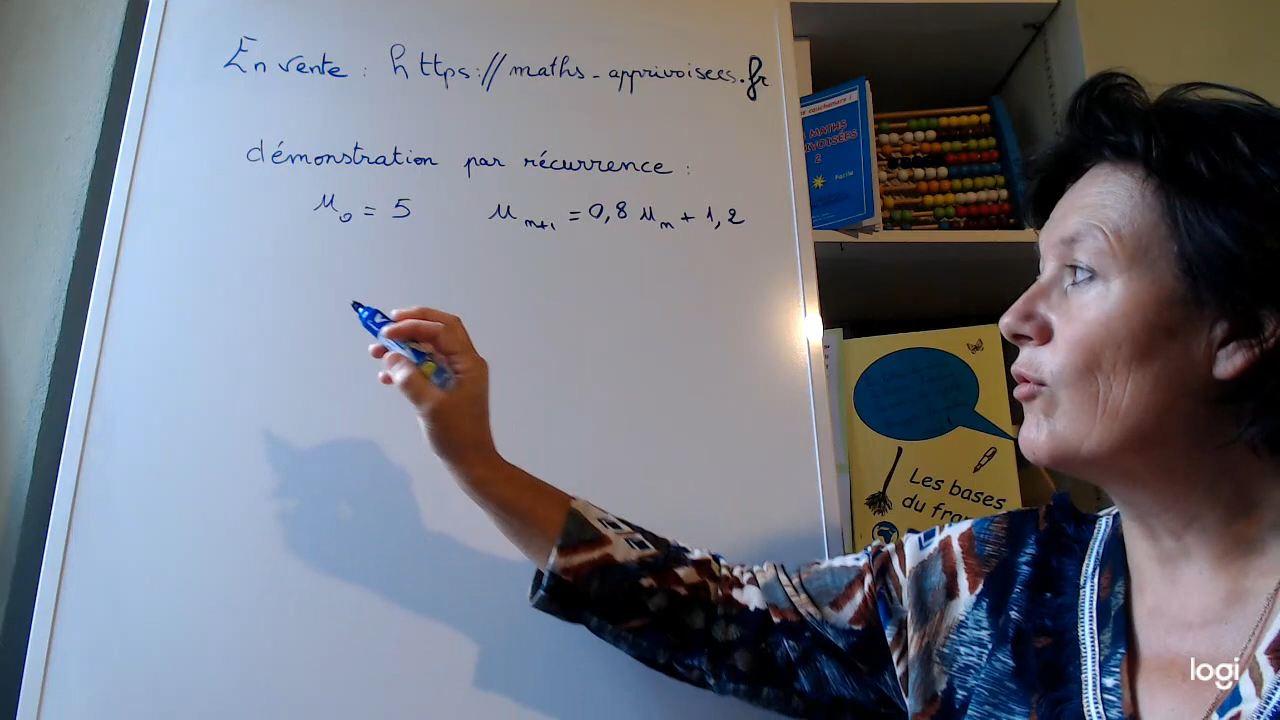 En vente : https://maths-apprivoisees.fr
démonstration par récurrence :
u₀ = 5 uₙ₊₁ = 0,8 uₙ + 1,2
MATHS
2
Facile
Les bases
du
logi